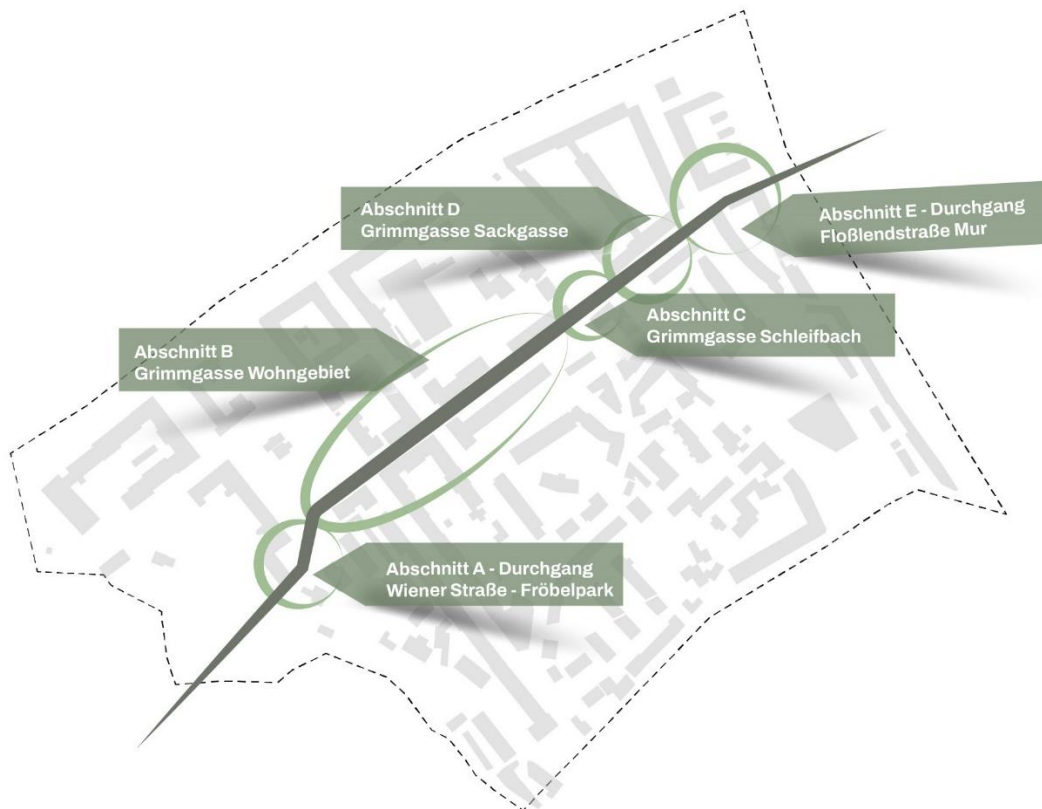 Abschnitt D
Grimmgasse Sackgasse
Abschnitt E - Durchgang
Floßlendstraße Mur
Abschnitt C
Grimmgasse Schleifbach
Abschnitt B
Grimmgasse Wohngebiet
Abschnitt A - Durchgang
Wiener Straße - Fröbelpark